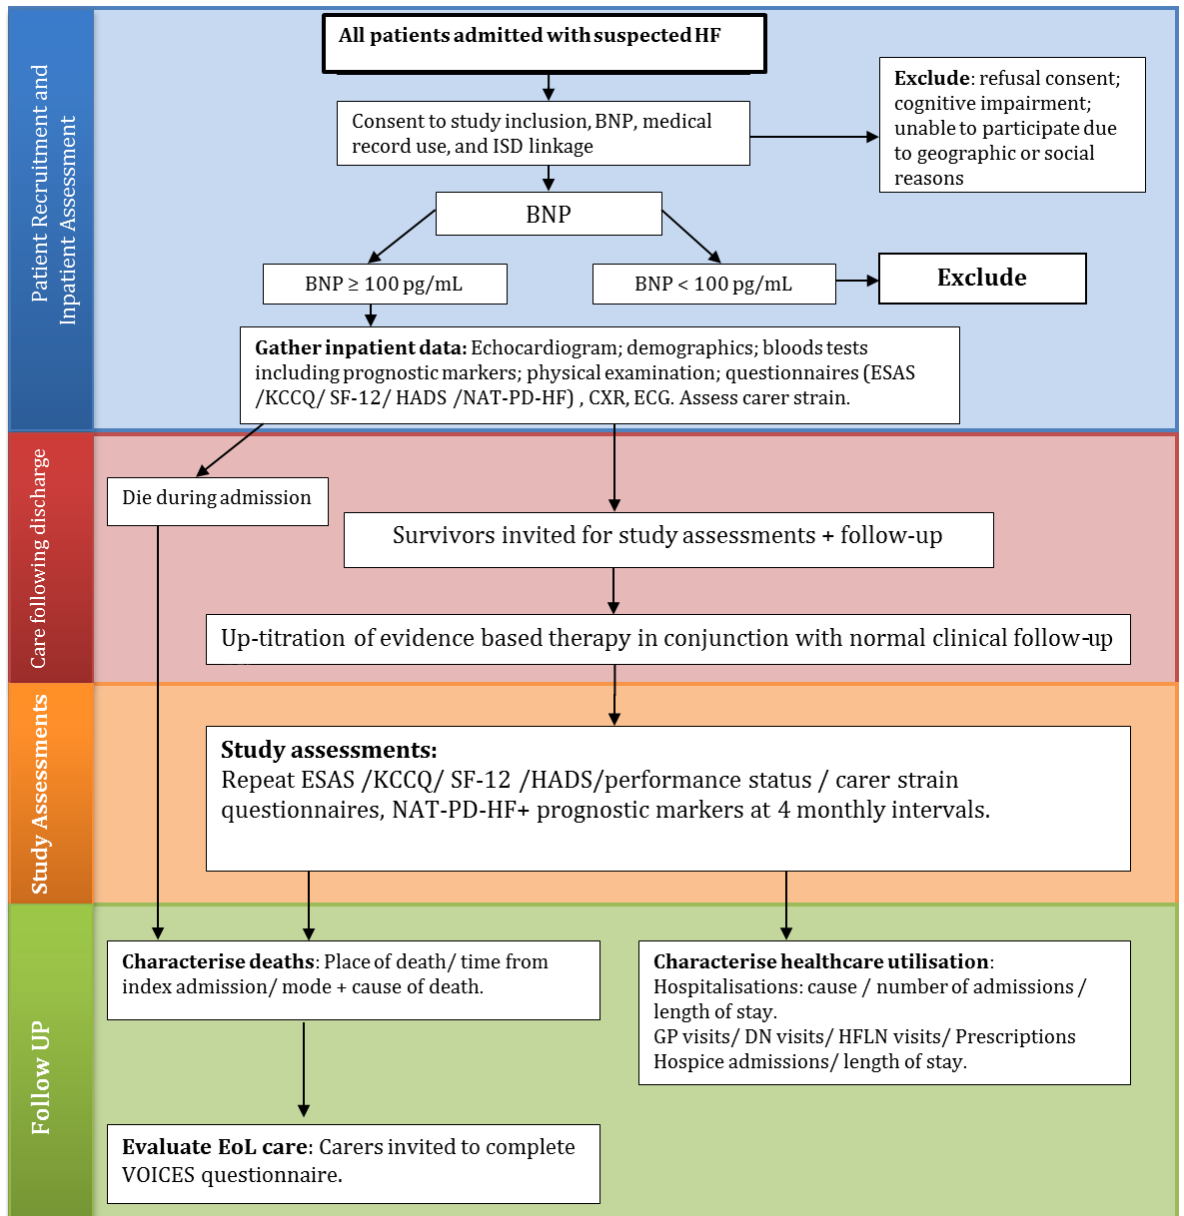 Patient Recruitment and
Inpatient Assessment
All patients admitted with suspected HF
Consent to study inclusion, BNP, medical
record use, and ISD linkage
Exclude: refusal consent;
cognitive impairment;
unable to participate due
to geographic or social
reasons
BNP
BNP ≥ 100 pg/mL
BNP < 100 pg/mL
Exclude
Gather inpatient data: Echocardiogram; demographics; bloods tests
including prognostic markers; physical examination; questionnaires (ESAS
/KCCQ/ SF-12/ HADS /NAT-PD-HF) , CXR, ECG. Assess carer strain.
Care following discharge
Die during admission
Survivors invited for study assessments + follow-up
Up-titration of evidence based therapy in conjunction with normal clinical follow-up
Study Assessments
Study assessments:
Repeat ESAS /KCCQ/ SF-12 /HADS/performance status / carer strain
questionnaires, NAT-PD-HF+ prognostic markers at 4 monthly intervals.
Follow UP
Characterise deaths: Place of death/ time from
index admission/ mode + cause of death.
Characterise healthcare utilisation:
Hospitalisations: cause / number of admissions /
length of stay.
GP visits/ DN visits/ HFLN visits/ Prescriptions
Hospice admissions/ length of stay.
Evaluate EoL care: Carers invited to complete
VOICES questionnaire.